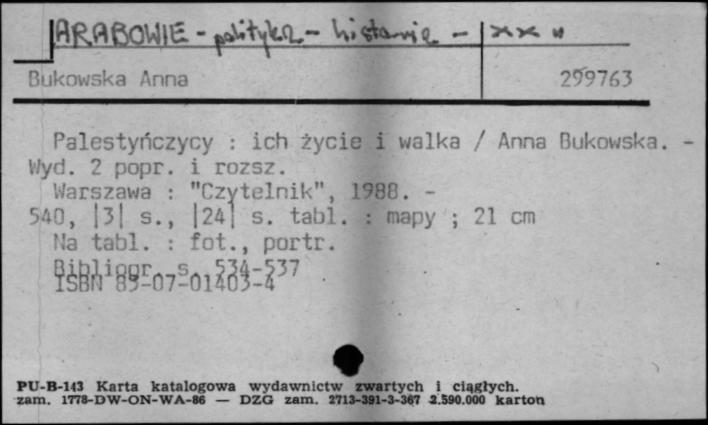 ARABOWIE - polityka - historia - XX w
Bukowska Anna 299763
Palestyńczycy : ich życie i walka / Anna Bukowska. -
Wyd. 2 popr. i rozsz.
Warszawa : "Czytelnik", 1988. -
540, |3| s., |24| s. tabl. : mapy ; 21 cm
Na tabl. : fot., portr.
Bibliogr. s. 534-537
ISBN 83-07-01403-4
PU-B-143 Karta katalogowa wydawnictw zwartych i ciągłych.
zam. 1778-DW-ON-WA-86 — DZG zam. 2713-391-3-367 2.590.000 karton